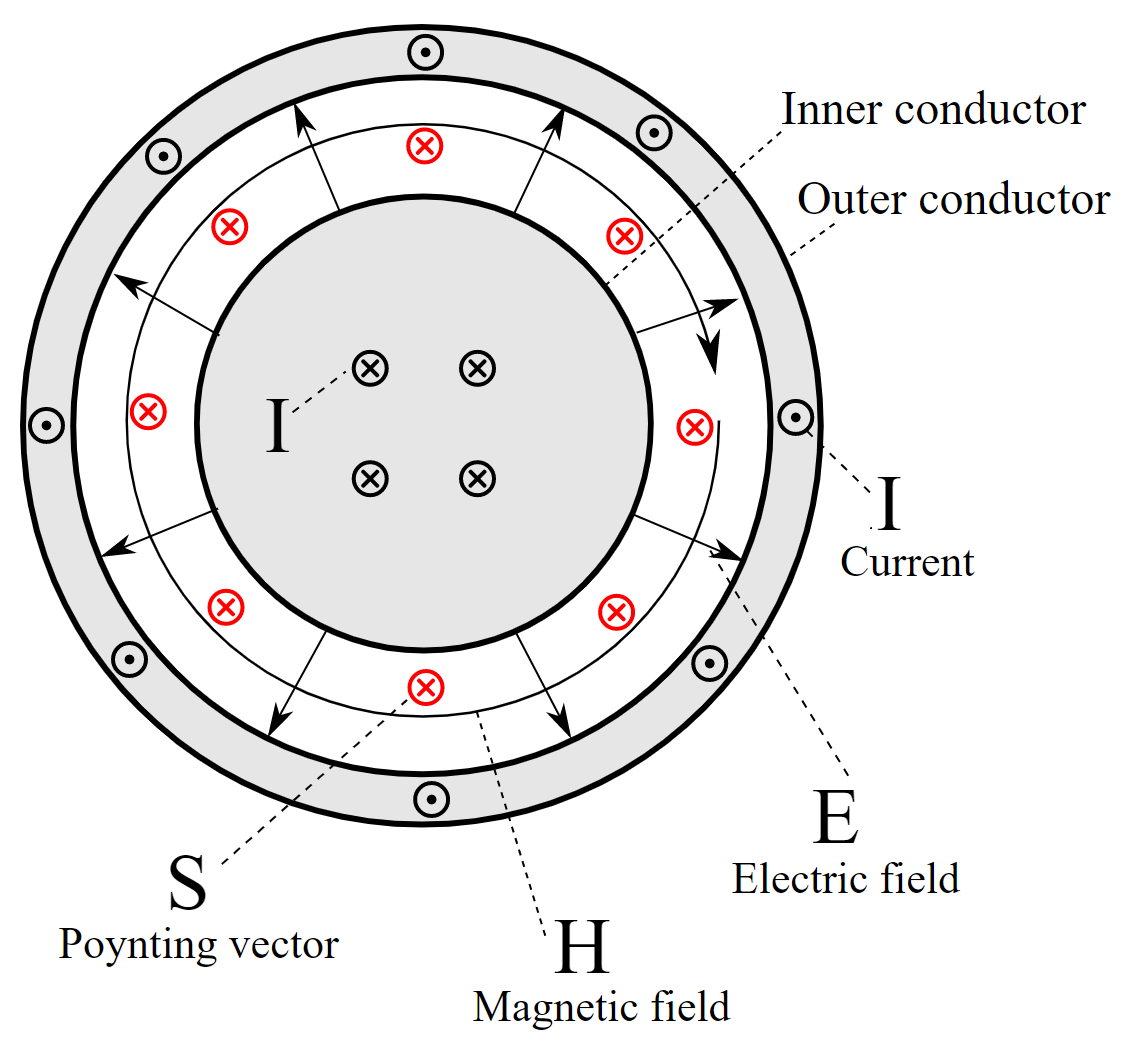 Inner conductor
Outer conductor
I
I
Current
E
Electric field
S
Poynting vector
H
Magnetic field